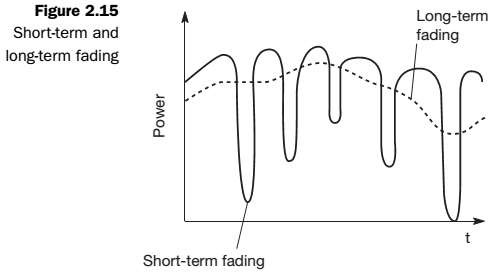 Figure 2.15
Short-term and
long-term fading
Long-term
fading
Power
t
Short-term fading